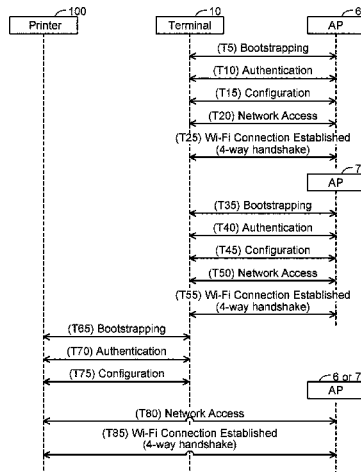 100
10
6
Printer
Terminal
AP
(T5) Bootstrapping
(T10) Authentication
(T15) Configuration
(T20) Network Access
(T25) Wi-Fi Connection Established
(4-way handshake)
7
AP
(T35) Bootstrapping
(T40) Authentication
(T45) Configuration
(T50) Network Access
(T55) Wi-Fi Connection Established
(4-way handshake)
(T65) Bootstrapping
(T70) Authentication
(T75) Configuration
6 or 7
AP
(T80) Network Access
(T85) Wi-Fi Connection Established
(4-way handshake)